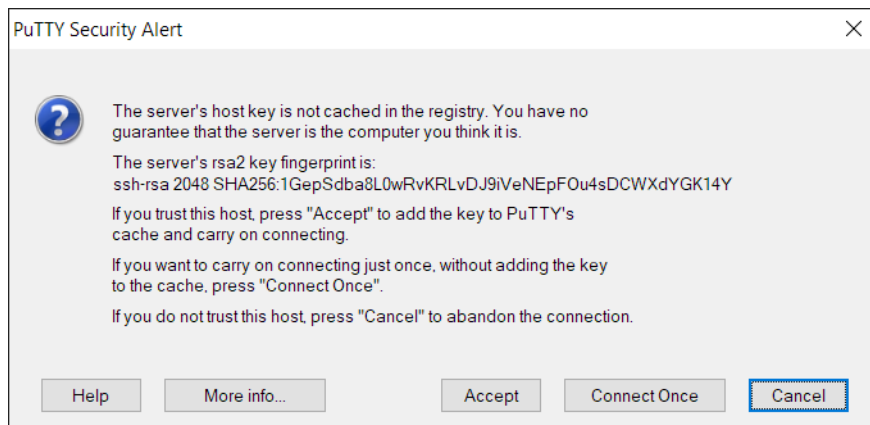 PuTTY Security Alert
The server's host key is not cached in the registry. You have no
guarantee that the server is the computer you think it is.
The server's rsa2 key fingerprint is:
ssh-rsa 2048 SHA256:1GepSdba8L0wRvKRLvDJ9iVeNEpFOu4sDCWXdYGK14Y
If you trust this host, press "Accept" to add the key to PuTTY's
cache and carry on connecting.
If you want to carry on connecting just once, without adding the key
to the cache, press "Connect Once".
If you do not trust this host, press "Cancel" to abandon the connection.
Help More info... Accept Connect Once Cancel